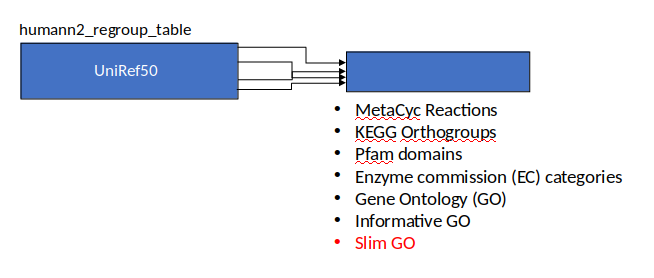 humann2_regroup_table
UniRef50
• MetaCyc Reactions
• KEGG Orthogroups
• Pfam domains
• Enzyme commission (EC) categories
• Gene Ontology (GO)
• Informative GO
• Slim GO